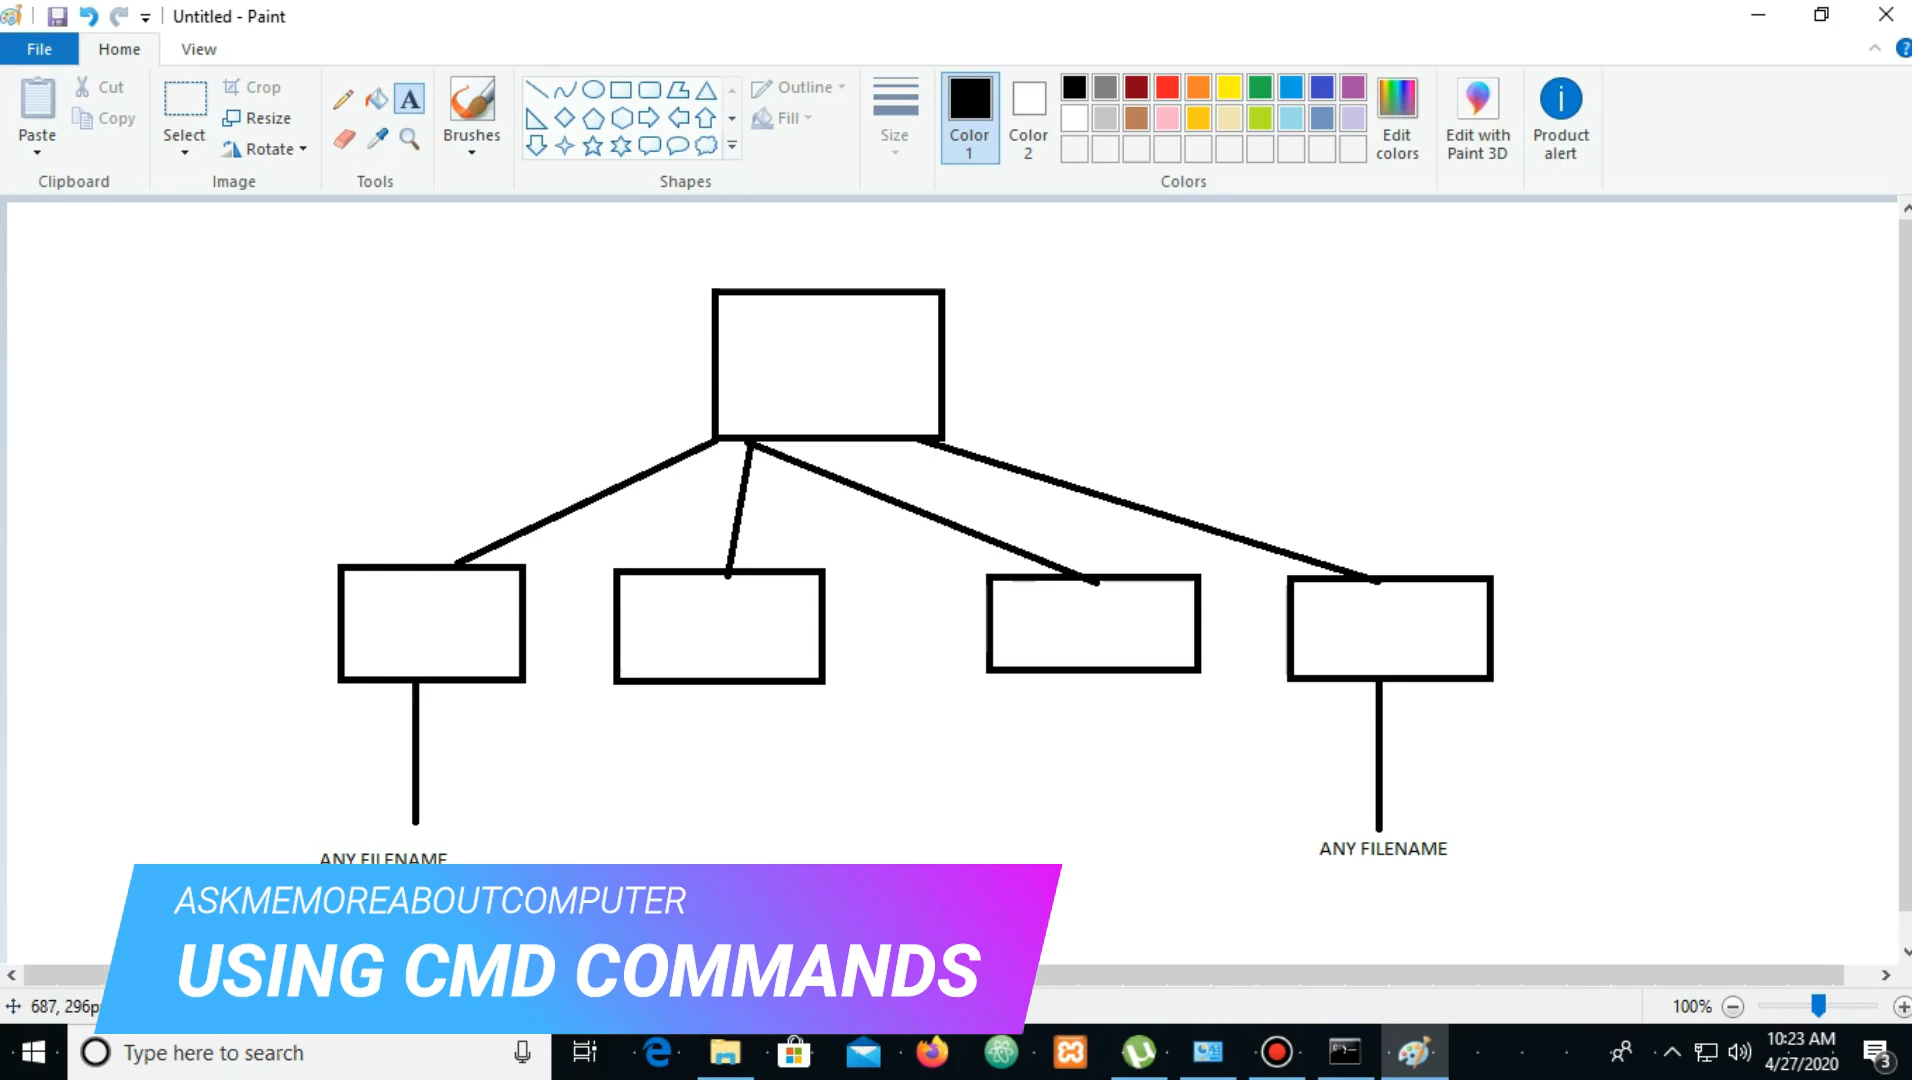 Untitled - Paint
File Home View
Paste
Cut
Copy
Clipboard
Select
Crop
Resize
Rotate
Image
A
Tools
Brushes
Shapes
Outline
Fill
Size
Color 1
Color 2
Colors
Edit colors
Edit with Paint 3D
Product alert
ANY FILENAME
ANY FILENAME
ASKMEMOREABOUTCOMPUTER
USING CMD COMMANDS
687, 296p
100%
Type here to search
10:23 AM
4/27/2020
3